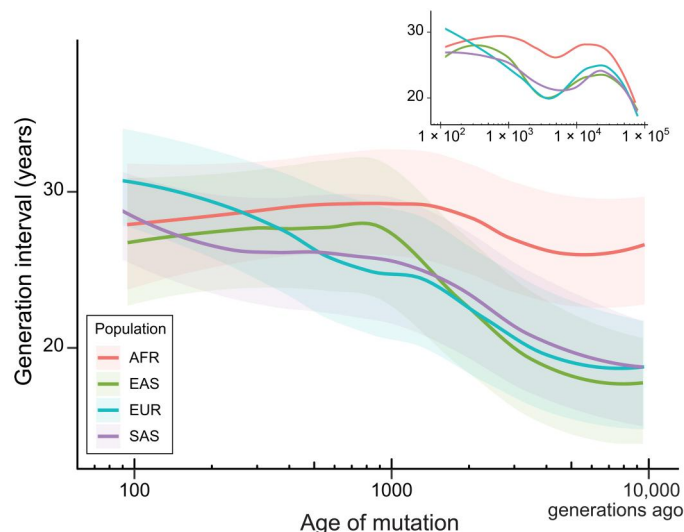 30
20
1 × 10²
1 × 10³
1 × 10⁴
1 × 10⁵
Generation interval (years)
30
20
Population
AFR
EAS
EUR
SAS
100
1000
10,000
generations ago
Age of mutation